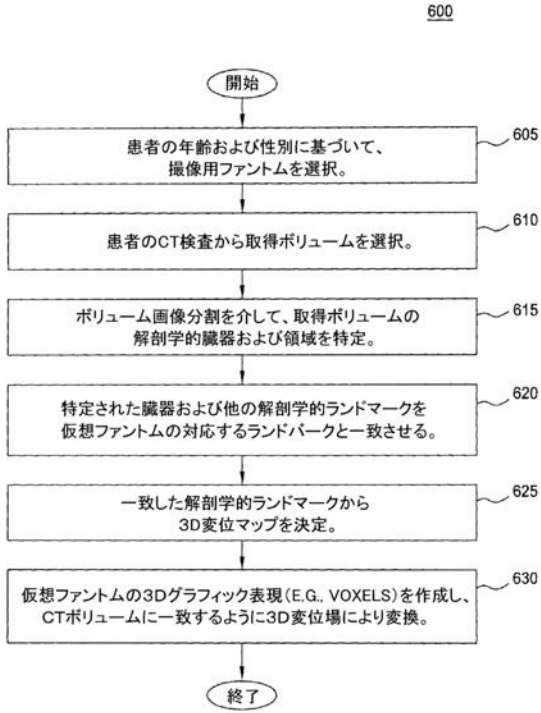 600
開始
患者の年齢および性別に基づいて、
撮像用ファントムを選択。
605
患者のCT検査から取得ボリュームを選択。
610
ボリューム画像分割を介して、取得ボリュームの
解剖学的臓器および領域を特定。
615
特定された臓器および他の解剖学的ランドマークを
仮想ファントムの対応するランドバークと一致させる。
620
一致した解剖学的ランドマークから
3D変位マップを決定。
625
仮想ファントムの3Dグラフィック表現(E.G., VOXELS)を作成し、
CTボリュームに一致するように3D変位場により変換。
630
終了